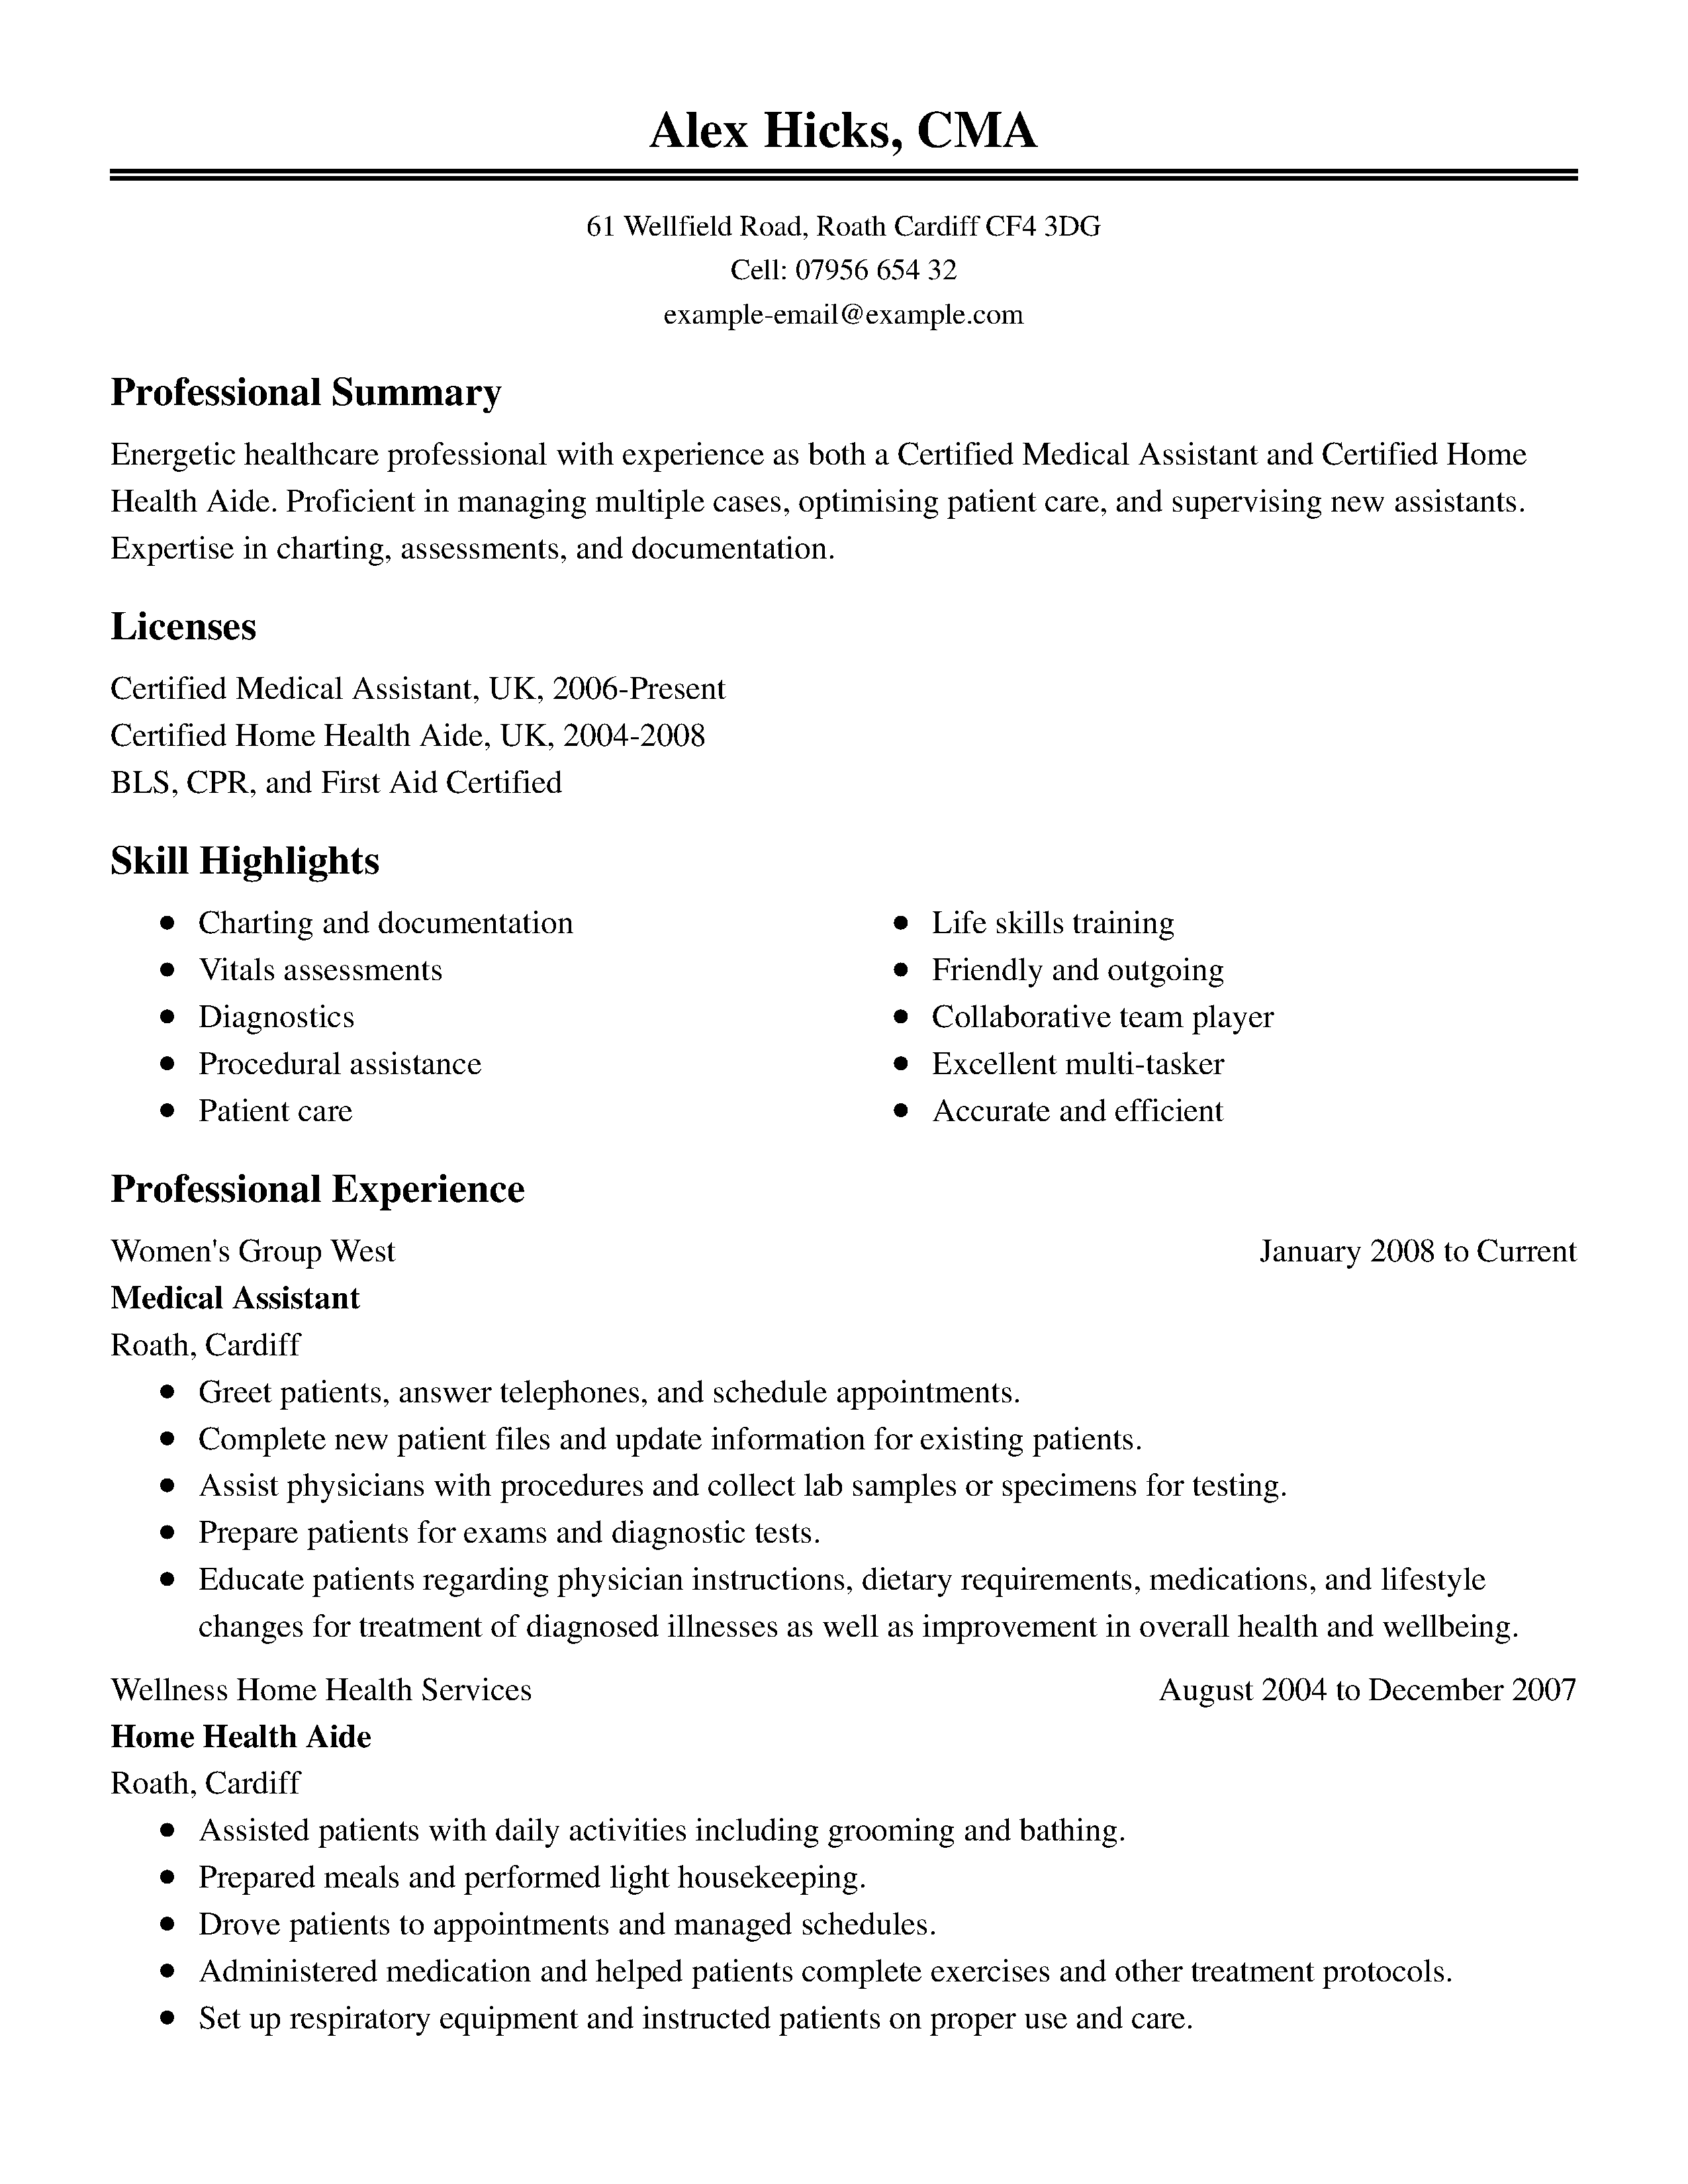 Alex Hicks, CMA
61 Wellfield Road, Roath Cardiff CF4 3DG
Cell: 07956 654 32
example-email@example.com
Professional Summary
Energetic healthcare professional with experience as both a Certified Medical Assistant and Certified Home
Health Aide. Proficient in managing multiple cases, optimising patient care, and supervising new assistants.
Expertise in charting, assessments, and documentation.
Licenses
Certified Medical Assistant, UK, 2006-Present
Certified Home Health Aide, UK, 2004-2008
BLS, CPR, and First Aid Certified
Skill Highlights
• Charting and documentation
• Vitals assessments
• Diagnostics
• Procedural assistance
• Patient care
• Life skills training
• Friendly and outgoing
• Collaborative team player
• Excellent multi-tasker
• Accurate and efficient
Professional Experience
Women's Group West January 2008 to Current
Medical Assistant
Roath, Cardiff
• Greet patients, answer telephones, and schedule appointments.
• Complete new patient files and update information for existing patients.
• Assist physicians with procedures and collect lab samples or specimens for testing.
• Prepare patients for exams and diagnostic tests.
• Educate patients regarding physician instructions, dietary requirements, medications, and lifestyle
changes for treatment of diagnosed illnesses as well as improvement in overall health and wellbeing.
Wellness Home Health Services August 2004 to December 2007
Home Health Aide
Roath, Cardiff
• Assisted patients with daily activities including grooming and bathing.
• Prepared meals and performed light housekeeping.
• Drove patients to appointments and managed schedules.
• Administered medication and helped patients complete exercises and other treatment protocols.
• Set up respiratory equipment and instructed patients on proper use and care.